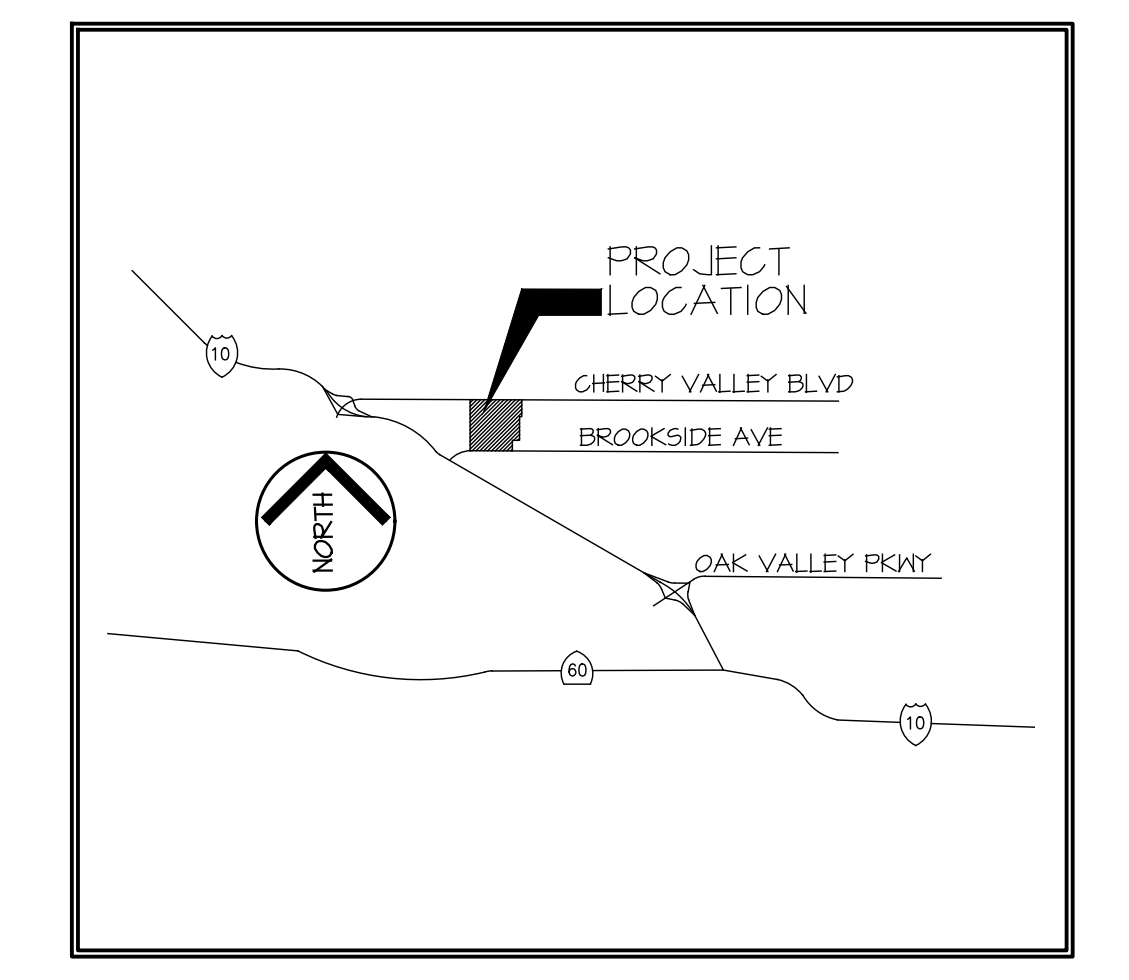 PROJECT
LOCATION
10
CHERRY VALLEY BLVD
BROOKSIDE AVE
NORTH
OAK VALLEY PKWY
60
10